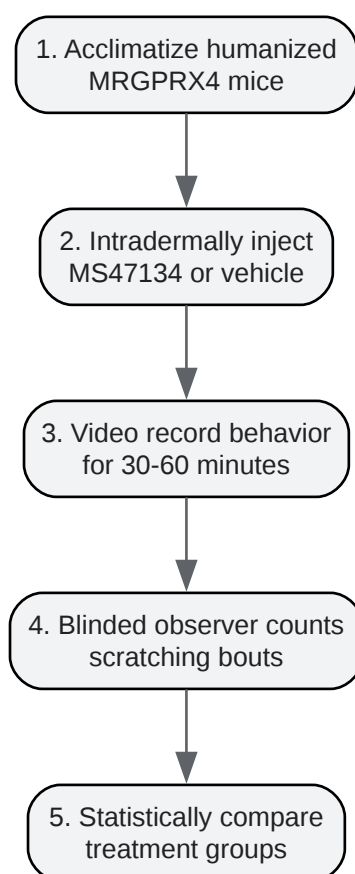 1. Acclimatize humanized
MRGPRX4 mice
2. Intradermally inject
MS47134 or vehicle
3. Video record behavior
for 30-60 minutes
4. Blinded observer counts
scratching bouts
5. Statistically compare
treatment groups